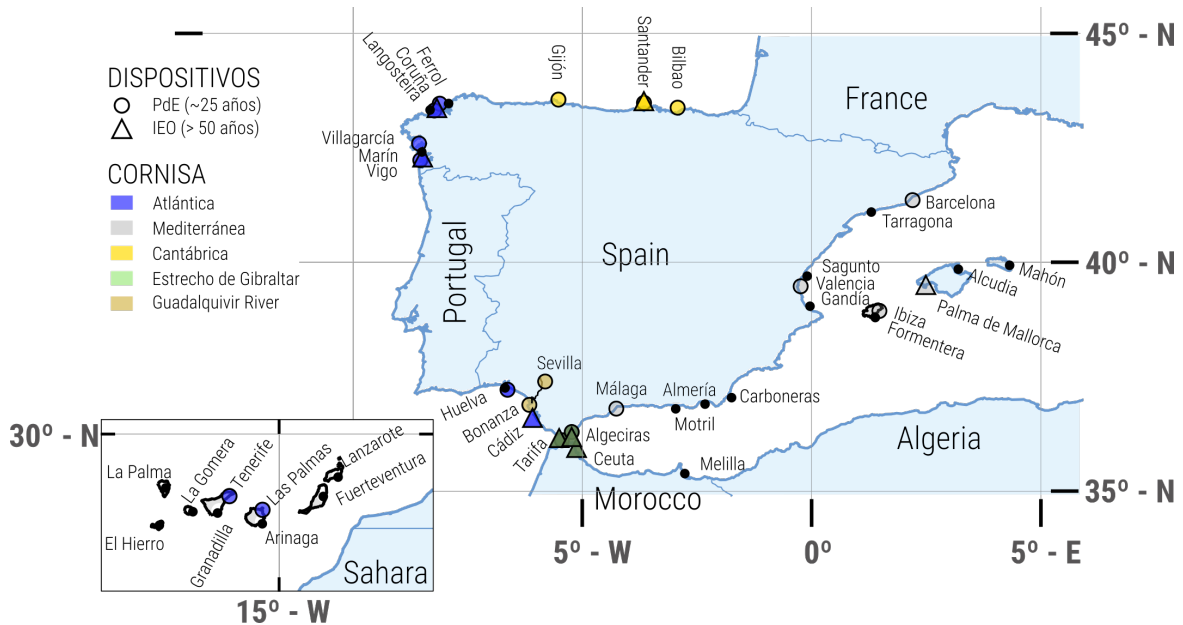 45º - N
DISPOSITIVOS
PdE (~25 años)
IEO (> 50 años)
CORNISA
Atlántica
Mediterránea
Cantábrica
Estrecho de Gibraltar
Guadalquivir River
Langosteira
Coruña
Ferrol
Gijón
Santander
Bilbao
France
Villagarcía
Marín
Vigo
Portugal
Spain
Barcelona
Tarragona
40º - N
Sagunto
Valencia
Gandía
Mahón
Alcudia
Palma de Mallorca
Ibiza
Formentera
Sevilla
Huelva
Bonanza
Cádiz
Tarifa
Málaga
Almería
Motril
Carboneras
Algeciras
Ceuta
Melilla
Algeria
Morocco
35º - N
30º - N
La Palma
La Gomera
Tenerife
Las Palmas
Lanzarote
Fuerteventura
El Hierro
Granadilla
Arinaga
Sahara
15º - W
5º - W
0º
5º - E